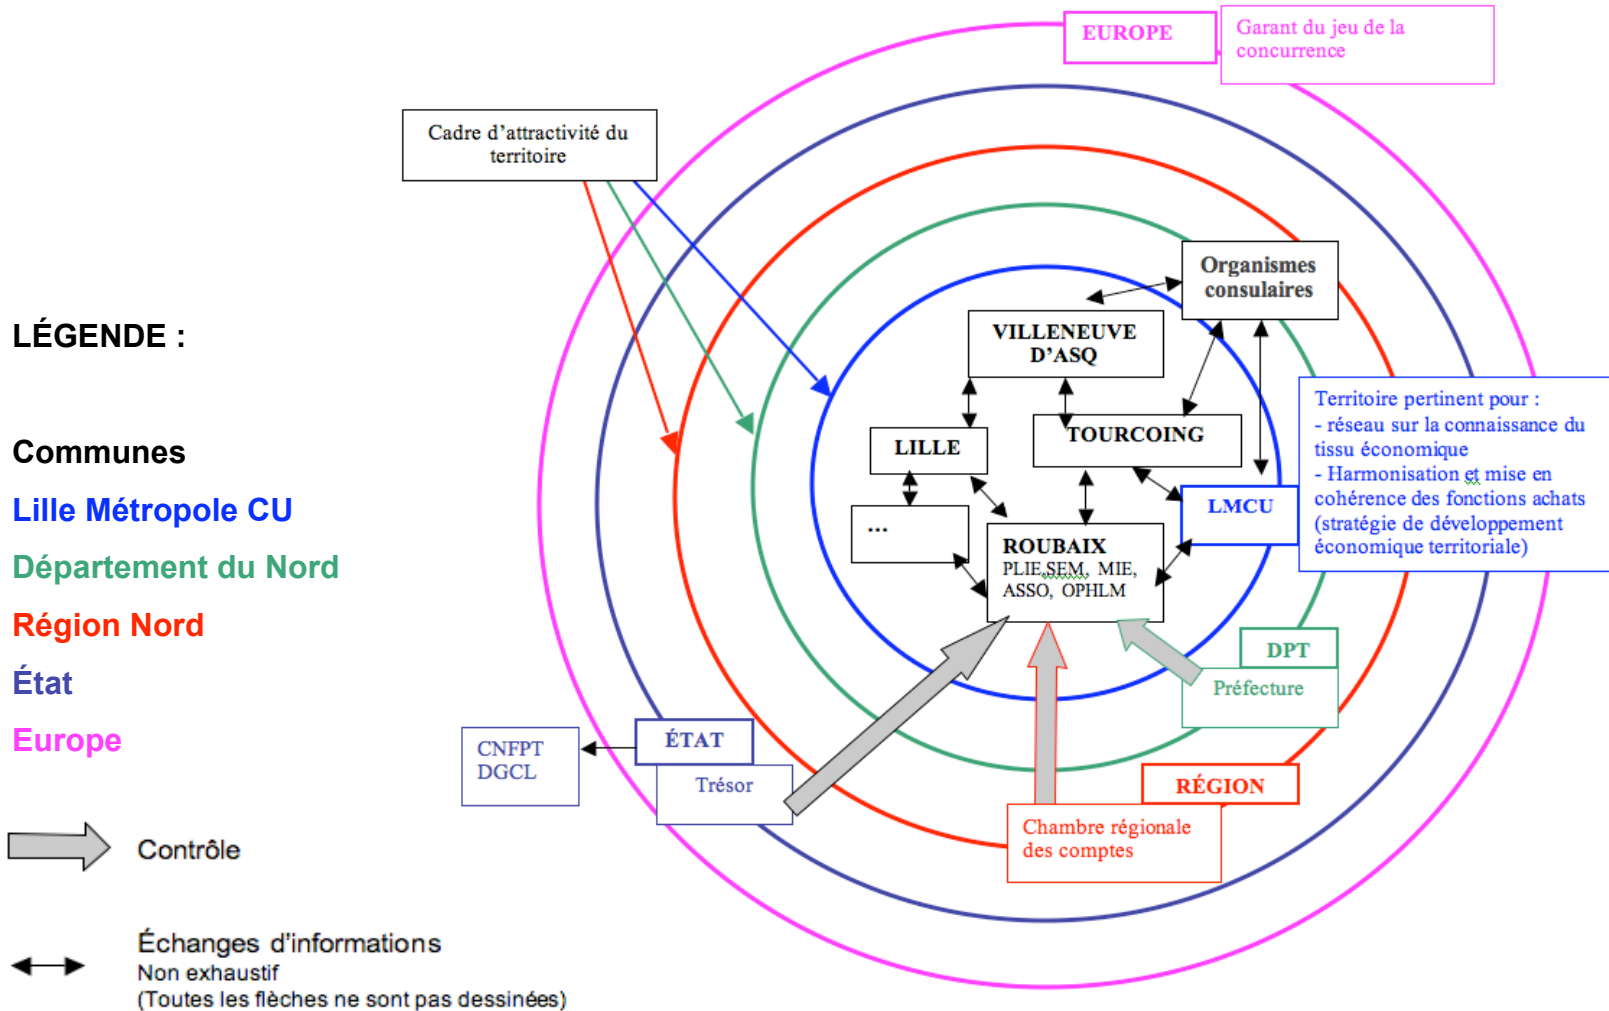 EUROPE
Garant du jeu de la
concurrence
Cadre d'attractivité du
territoire
Organismes
consulaires
VILLENEUVE
D'ASQ
LÉGENDE :
Territoire pertinent pour :
- réseau sur la connaissance du
tissu économique
- Harmonisation et mise en
cohérence des fonctions achats
(stratégie de développement
économique territoriale)
TOURCOING
LILLE
Communes
Lille Métropole CU
LMCU
...
ROUBAIX
PLIE,SEM, MIE,
ASSO, OPHLM
Département du Nord
Région Nord
DPT
Préfecture
État
Europe
ÉTAT
Trésor
CNFPT
DGCL
RÉGION
Chambre régionale
des comptes
Contrôle
Échanges d'informations
Non exhaustif
(Toutes les flèches ne sont pas dessinées)